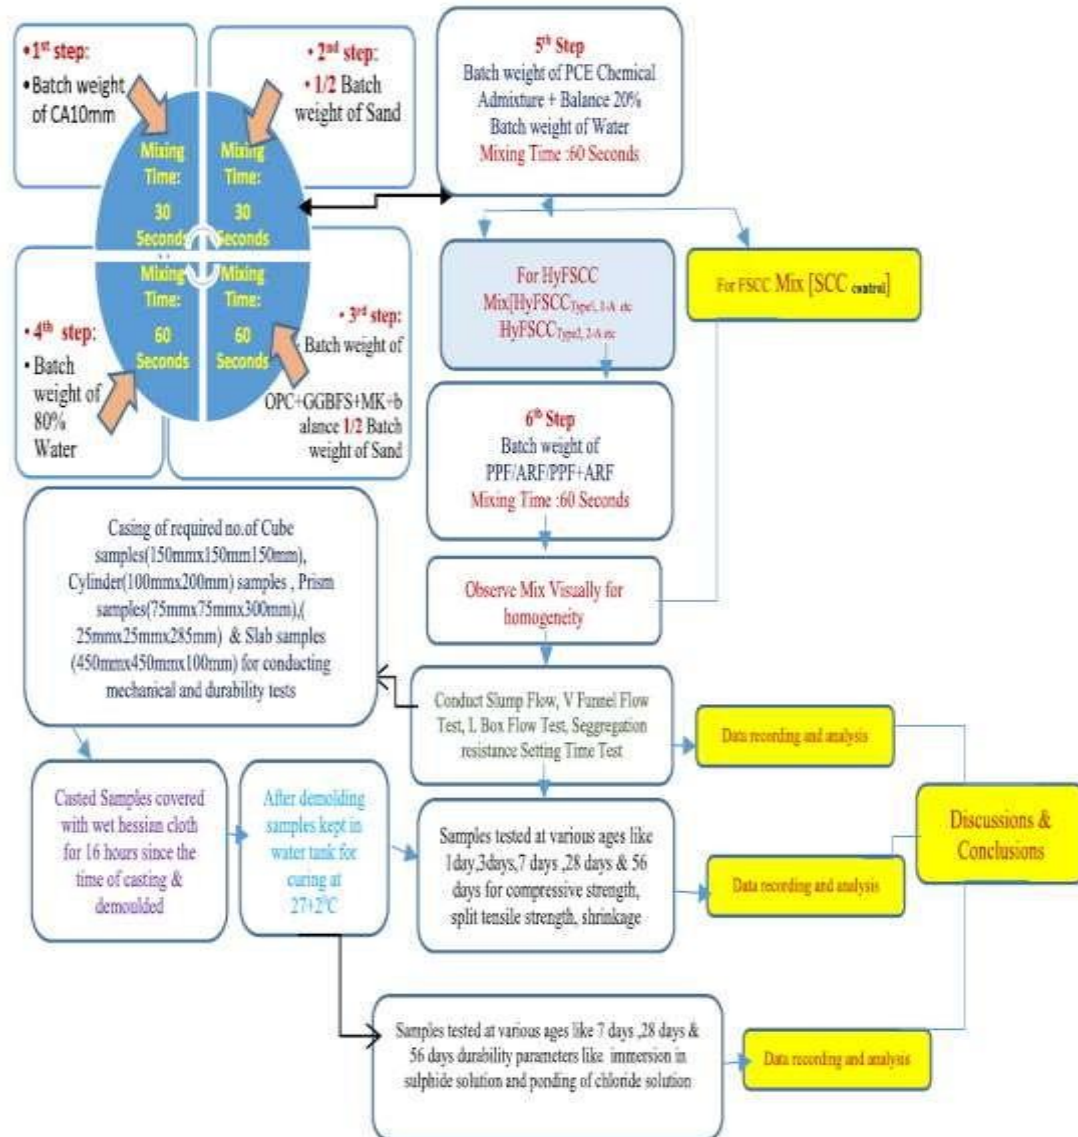 •1st step:
•Batch weight
of CA10mm
• 2nd step:
• 1/2 Batch
weight of Sand
Mixing
Time:
30
Seconds
Mixing
Time:
30
Seconds
Mixing
Time:
60
Seconds
Mixing
Time:
60
Seconds
• 4th step:
• Batch
weight of
80%
Water
• 3rd step:
Batch weight of
OPC+GGBFS+MK+b
alance 1/2 Batch
weight of Sand
5th Step
Batch weight of PCE Chemical
Admixture + Balance 20%
Batch weight of Water
Mixing Time :60 Seconds
For HyFSCC
Mix[HyFSCCType1, 1-A etc
HyFSCCType2, 2-A etc
For FSCC Mix [SCC control]
6th Step
Batch weight of
PPF/ARF/PPF+ARF
Mixing Time :60 Seconds
Observe Mix Visually for
homogeneity
Casing of required no.of Cube
samples(150mmx150mm150mm),
Cylinder(100mmx200mm) samples , Prism
samples(75mmx75mmx300mm),(
25mmx25mmx285mm) & Slab samples
(450mmx450mmx100mm) for conducting
mechanical and durability tests
Conduct Slump Flow, V Funnel Flow
Test, L Box Flow Test, Seggregation
resistance Setting Time Test
Data recording and analysis
Casted Samples covered
with wet hessian cloth
for 16 hours since the
time of casting &
demoulded
After demolding
samples kept in
water tank for
curing at
27+2⁰C
Samples tested at various ages like
1day,3days,7 days ,28 days & 56
days for compressive strength,
split tensile strength, shrinkage
Data recording and analysis
Discussions &
Conclusions
Samples tested at various ages like 7 days ,28 days &
56 days durability parameters like immersion in
sulphide solution and ponding of chloride solution
Data recording and analysis